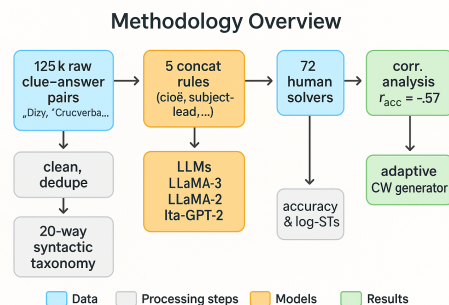 Methodology Overview
125 k raw
clue–answer
pairs
„Dizy, “Crucverba...
5 concat
rules
(cioë, subject-
lead,...)
72
human
solvers
corr.
analysis
r_acc = –.57
clean,
dedupe
LLMs
LLaMA-3
LLaMA-2
Ita-GPT-2
accuracy
& log-STs
adaptive
CW generator
20-way
syntactic
taxonomy
Data
Processing steps
Models
Results